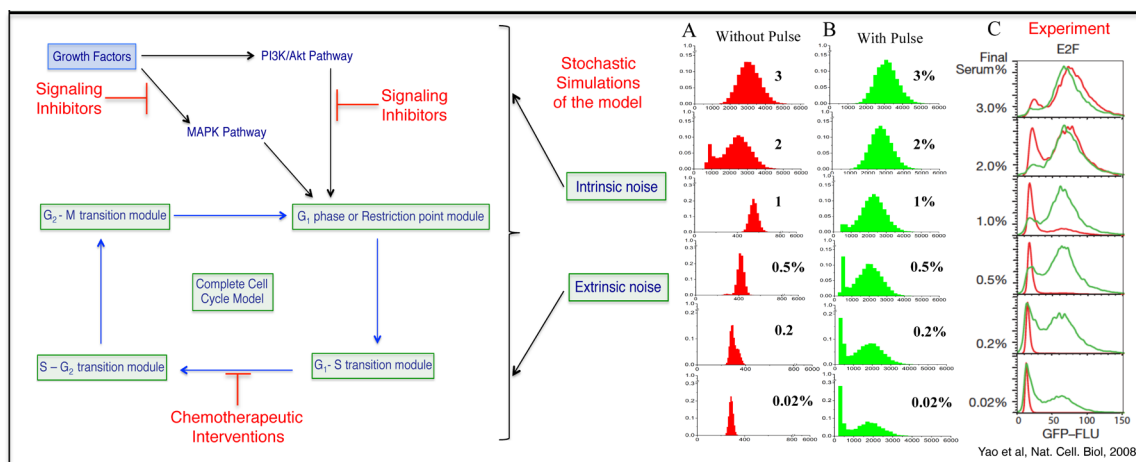 Growth Factors
PI3K/Akt Pathway
Signaling
Inhibitors
Signaling
Inhibitors
MAPK Pathway
G2 - M transition module
G1 phase or Restriction point module
Complete Cell
Cycle Model
S – G2 transition module
G1- S transition module
Chemotherapeutic
Interventions
Stochastic
Simulations
of the model
Intrinsic noise
Extrinsic noise
A
Without Pulse
3
2
1
0.5%
0.2
0.02%
B
With Pulse
3%
2%
1%
0.5%
0.2%
0.02%
C
Experiment
E2F
Final
Serum%
3.0%
2.0%
1.0%
0.5%
0.2%
0.02%
0 50 100 150
GFP–FLU
Yao et al, Nat. Cell. Biol, 2008